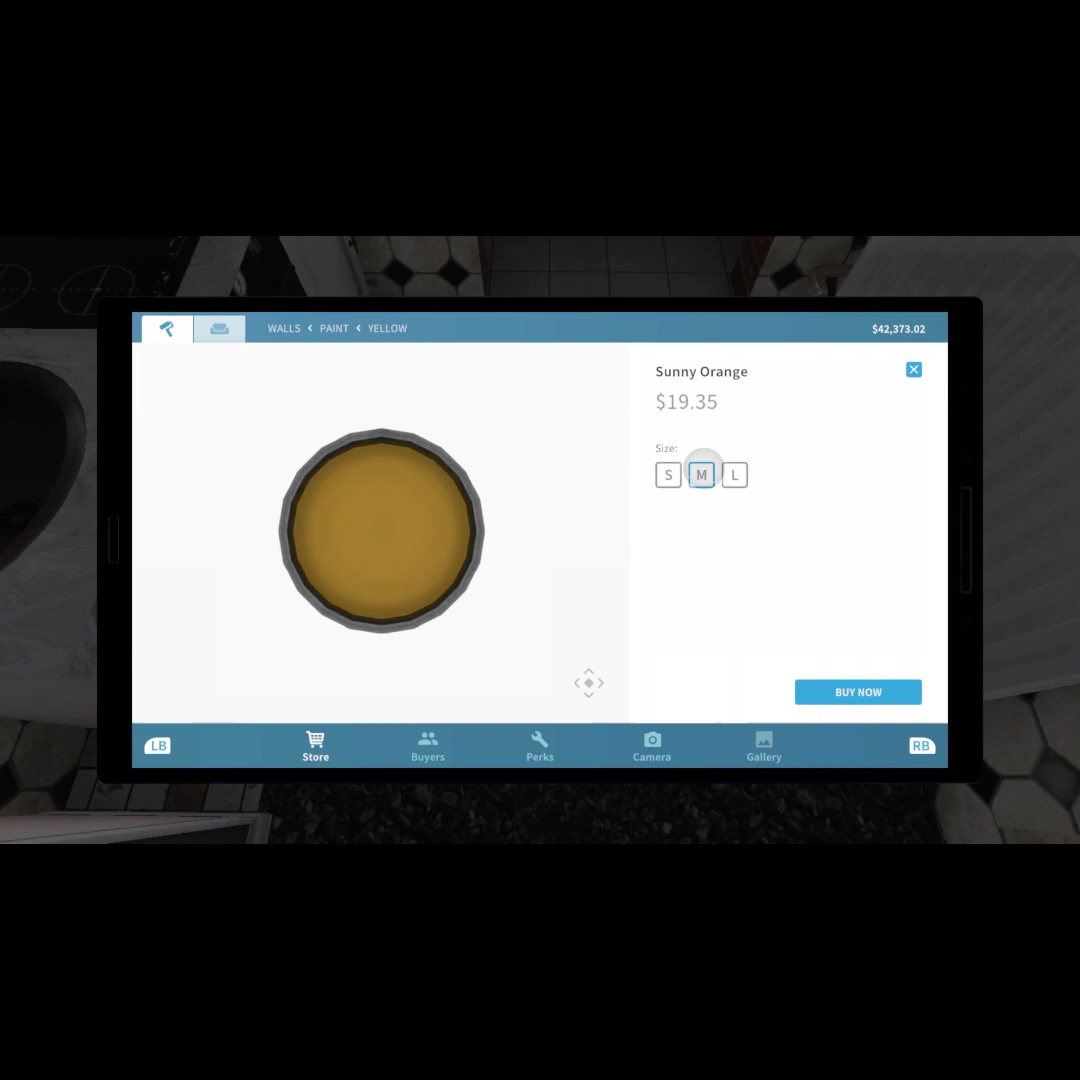 WALLS < PAINT < YELLOW
$42,373.02
Sunny Orange
$19.35
Size:
S M L
BUY NOW
LB
Store
Buyers
Perks
Camera
Gallery
RB